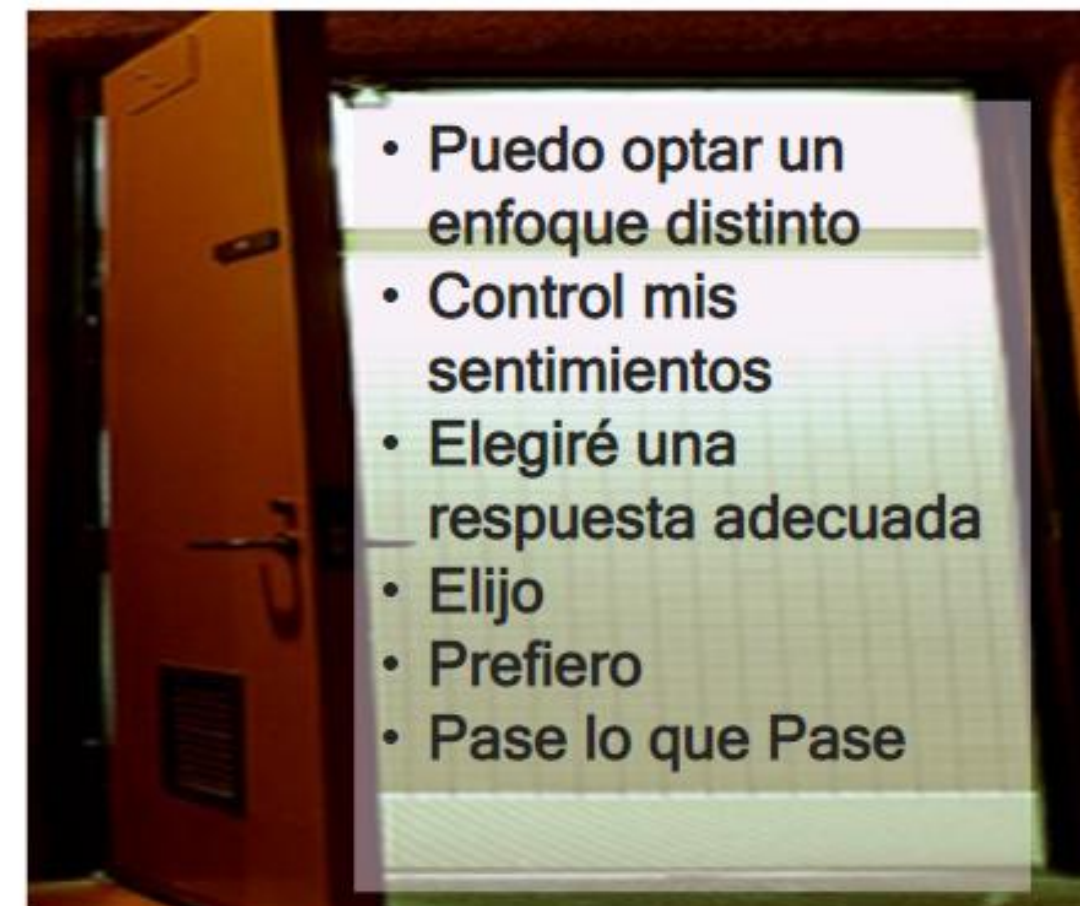 • Puedo optar un
enfoque distinto
• Control mis
sentimientos
• Elegiré una
respuesta adecuada
• Elijo
• Prefiero
• Pase lo que Pase